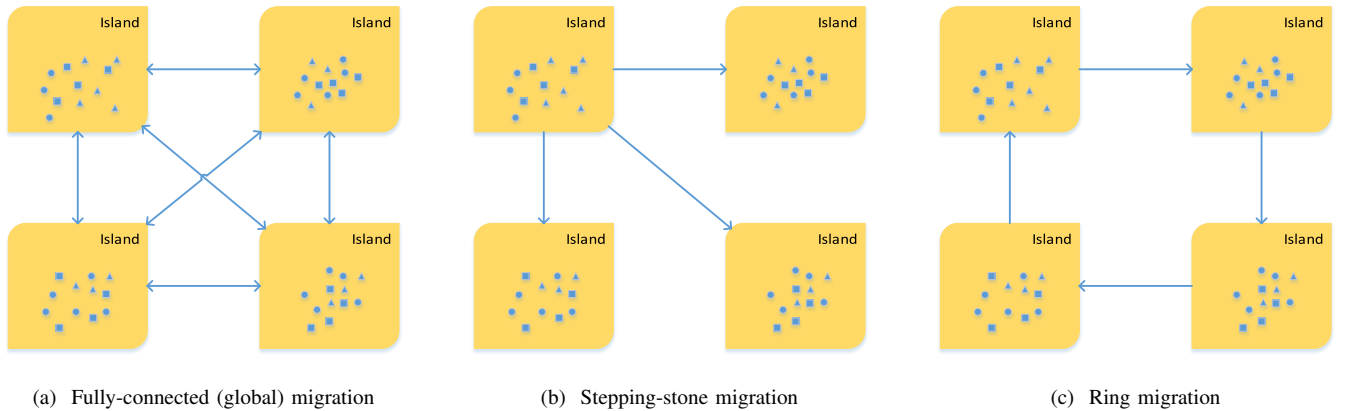 Island Island Island Island Island Island
Island Island Island Island Island Island
(a) Fully-connected (global) migration (b) Stepping-stone migration (c) Ring migration